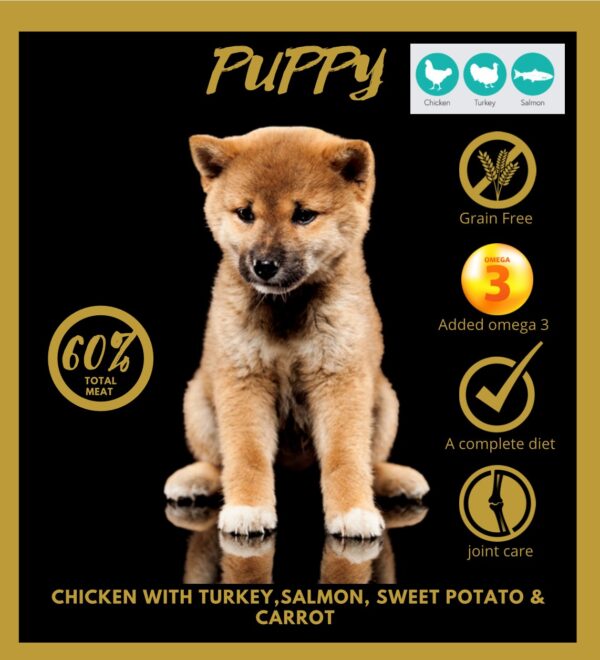 PUPPY
Chicken Turkey Salmon
Grain Free
OMEGA
3
Added omega 3
60%
TOTAL
MEAT
A complete diet
joint care
CHICKEN WITH TURKEY,SALMON, SWEET POTATO &
CARROT